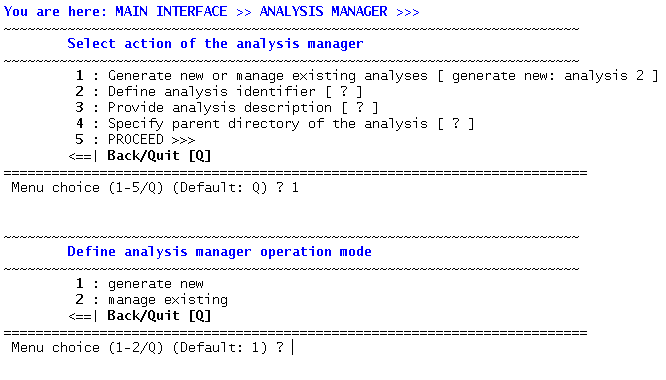 You are here: MAIN INTERFACE >> ANALYSIS MANAGER >>>
~~~~~~~~~~~~~~~~~~~~~~~~~~~~~~~~~~~~~~~~~~~~~~~~~~~~~~~~~~~~~~~~~~~~~~~~
Select action of the analysis manager
~~~~~~~~~~~~~~~~~~~~~~~~~~~~~~~~~~~~~~~~~~~~~~~~~~~~~~~~~~~~~~~~~~~~~~~~
1 : Generate new or manage existing analyses [ generate new: analysis 2 ]
2 : Define analysis identifier [ ? ]
3 : Provide analysis description [ ? ]
4 : Specify parent directory of the analysis [ ? ]
5 : PROCEED >>>
<==| Back/Quit [Q]
=========================================================================
Menu choice (1-5/Q) (Default: Q) ? 1
~~~~~~~~~~~~~~~~~~~~~~~~~~~~~~~~~~~~~~~~~~~~~~~~~~~~~~~~~~~~~~~~~~~~~~~~
Define analysis manager operation mode
~~~~~~~~~~~~~~~~~~~~~~~~~~~~~~~~~~~~~~~~~~~~~~~~~~~~~~~~~~~~~~~~~~~~~~~~
1 : generate new
2 : manage existing
<==| Back/Quit [Q]
=========================================================================
Menu choice (1-2/Q) (Default: 1) ?